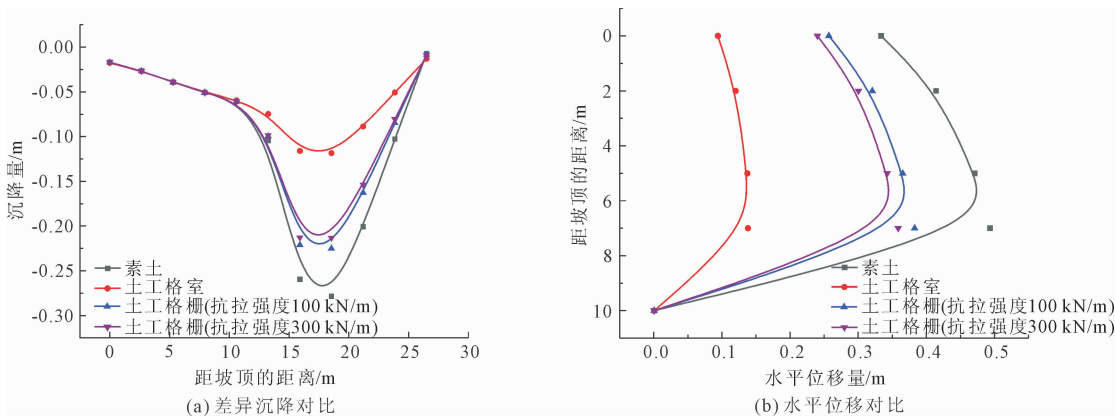 0.00
-0.05
-0.10
-0.15
-0.20
-0.25
-0.30
沉降量/m
素土
土工格室
土工格栅(抗拉强度100 kN/m)
土工格栅(抗拉强度300 kN/m)
0 5 10 15 20 25 30
距坡顶的距离/m
(a) 差异沉降对比
0
2
4
6
8
10
距坡顶的距离/m
素土
土工格室
土工格栅(抗拉强度100 kN/m)
土工格栅(抗拉强度300 kN/m)
0.0 0.1 0.2 0.3 0.4 0.5
水平位移量/m
(b) 水平位移对比